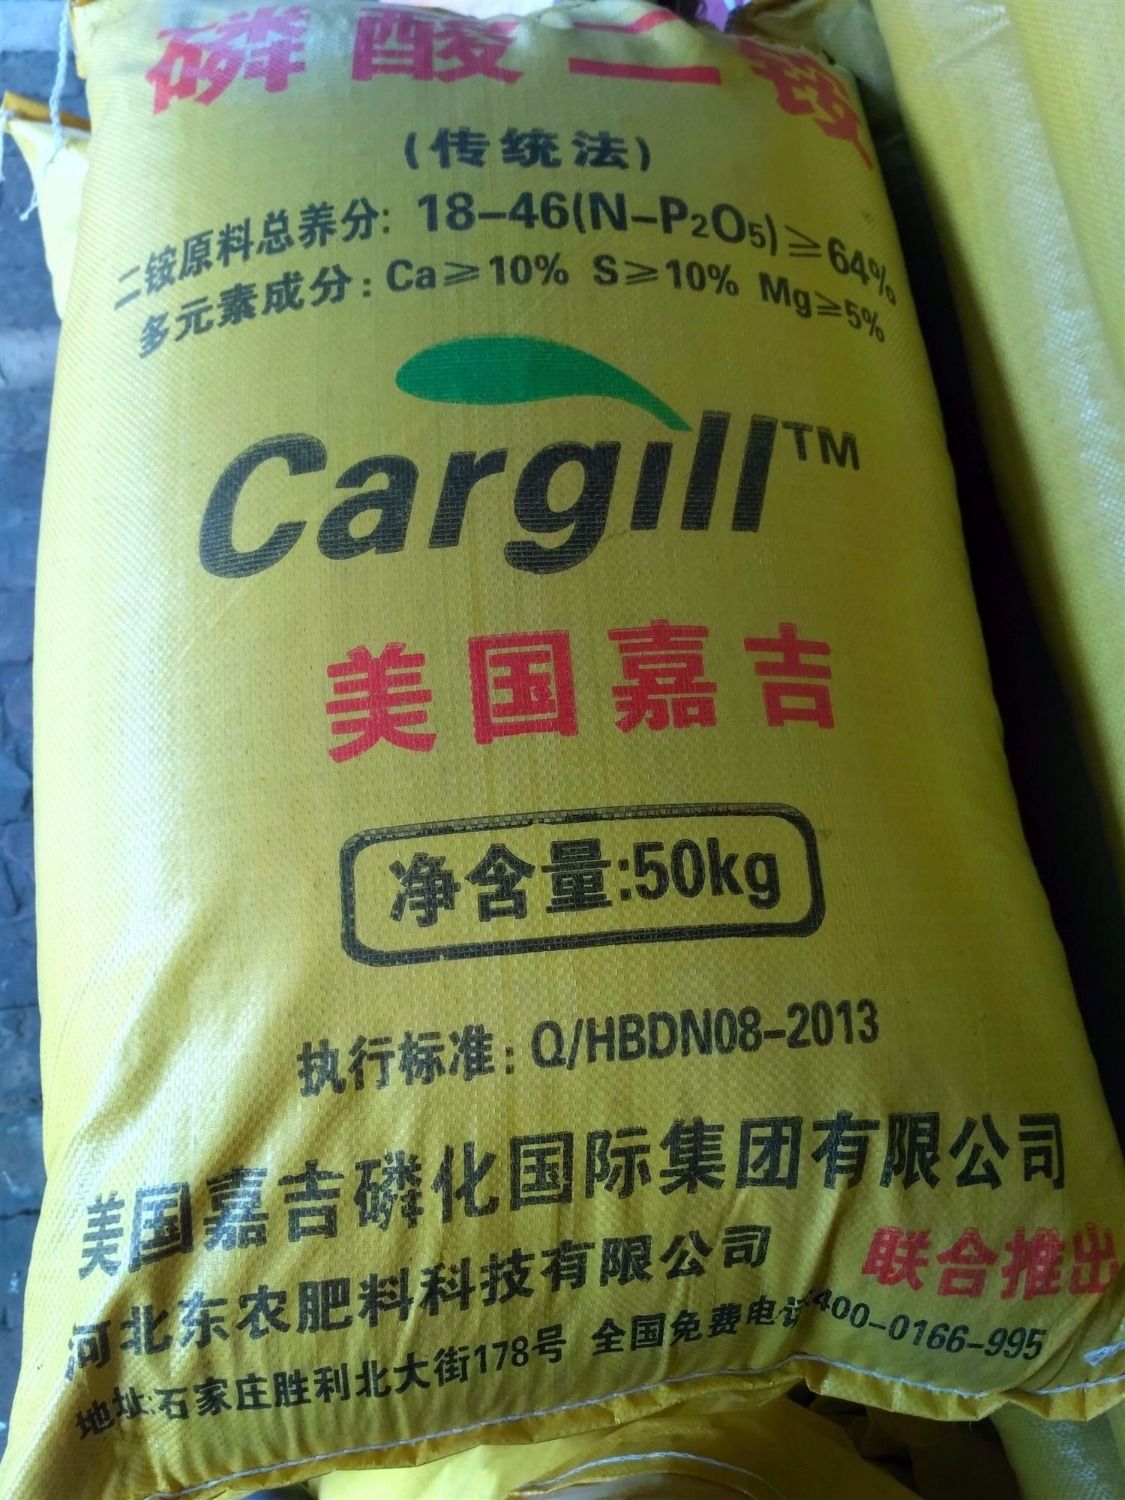 磷酸二铵
(传统法)
二铵原料总养分: 18-46(N-P₂O₅)≥64%
多元素成分: Ca≥10% S≥10% Mg≥5%
Cargill™
美国嘉吉
净含量:50kg
执行标准: Q/HBDN08-2013
美国嘉吉磷化国际集团有限公司
河北东农肥料科技有限公司 联合推出
地址:石家庄胜利北大街178号 全国免费电话:400-0166-995